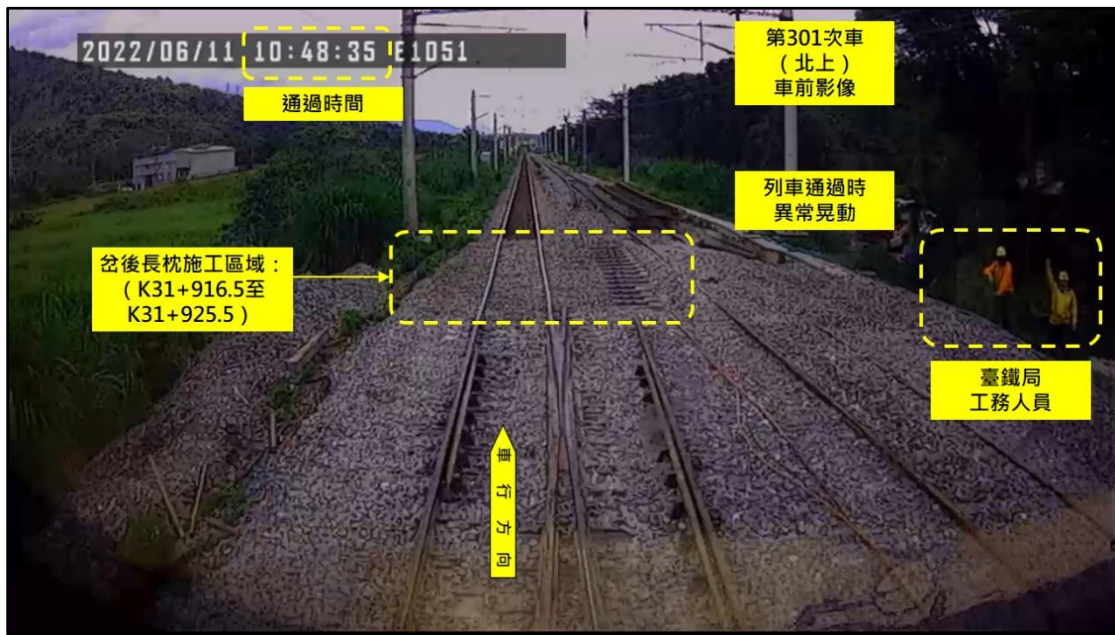 2022/06/11 10:48:35 E1051
通過時間
第301次車
（北上）
車前影像
列車通過時
異常晃動
岔後長枕施工區域：
（K31+916.5至
K31+925.5）
臺鐵局
工務人員
車行方向